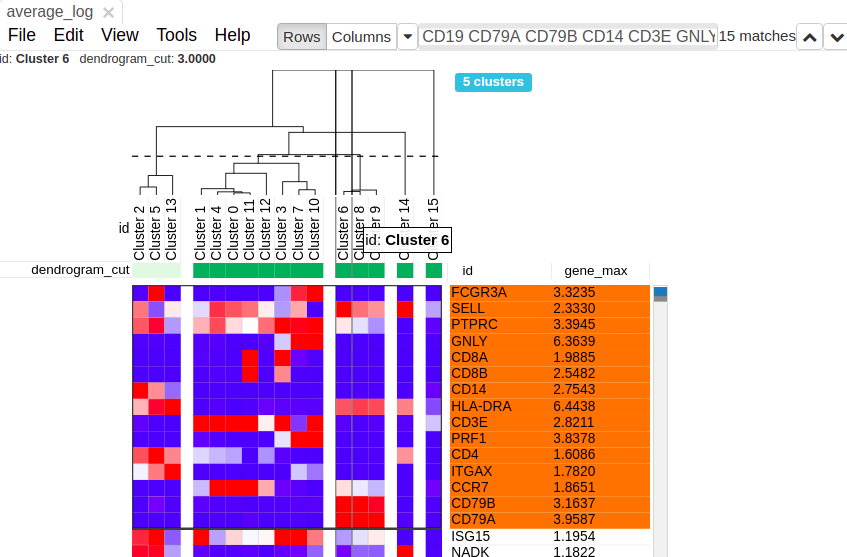 average_log
File Edit View Tools Help Rows Columns CD19 CD79A CD79B CD14 CD3E GNLY 15 matches
id: Cluster 6 dendrogram_cut: 3.0000
5 clusters
id Cluster 2 Cluster 5 Cluster 13 Cluster 1 Cluster 4 Cluster 0 Cluster 11 Cluster 12 Cluster 3 Cluster 7 Cluster 10 Cluster 6 Cluster 8 Cluster 9 14 15
id: Cluster 6
dendrogram_cut id gene_max
FCGR3A 3.3235
SELL 2.3330
PTPRC 3.3945
GNLY 6.3639
CD8A 1.9885
CD8B 2.5482
CD14 2.7543
HLA-DRA 6.4438
CD3E 2.8211
PRF1 3.8378
CD4 1.6086
ITGAX 1.7820
CCR7 1.8651
CD79B 3.1637
CD79A 3.9587
ISG15 1.1954
NADK 1.1822